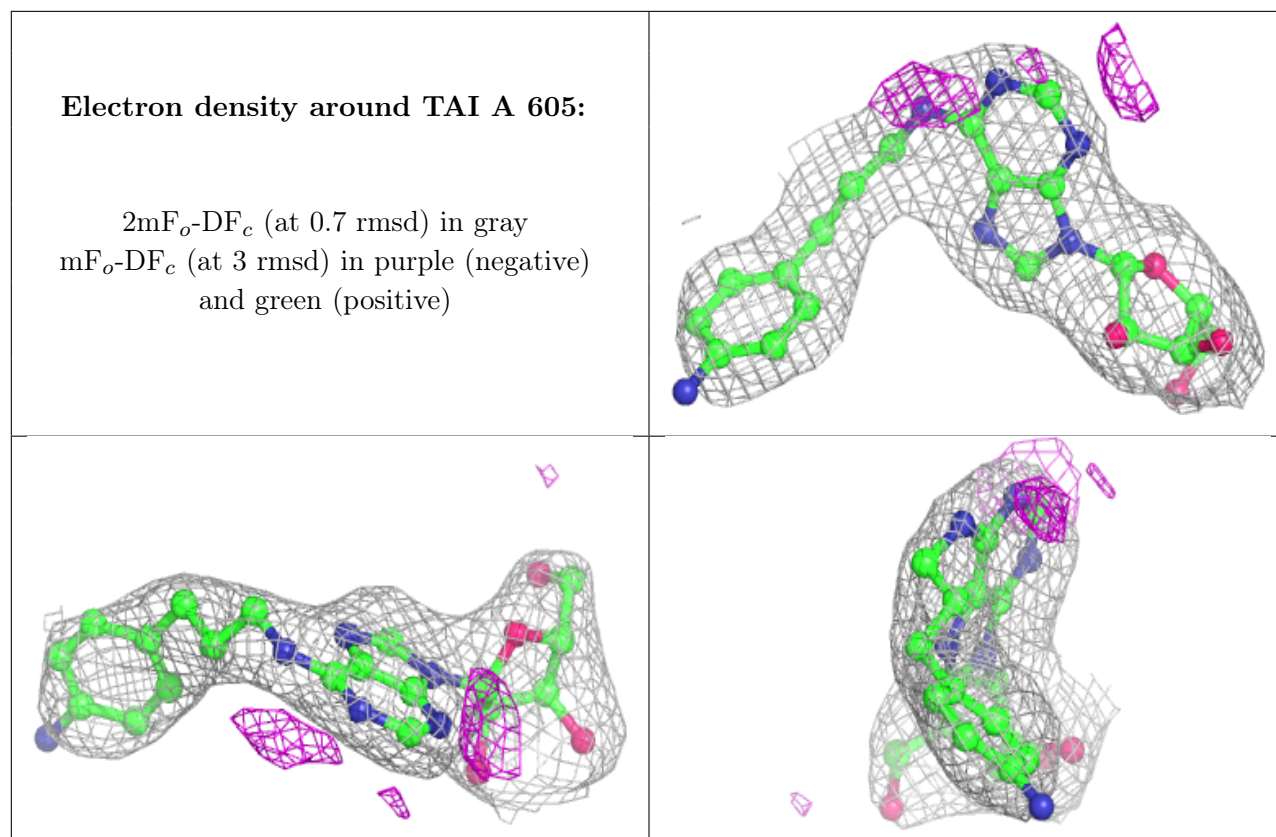 Electron density around TAI A 605:
2mFo-DFc (at 0.7 rmsd) in gray
mFo-DFc (at 3 rmsd) in purple (negative)
and green (positive)